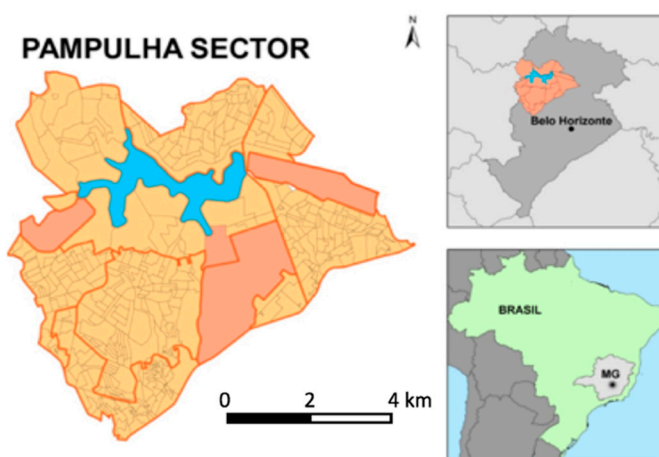 PAMPULHA SECTOR
N
Belo Horizonte
BRASIL
MG
0 2 4 km